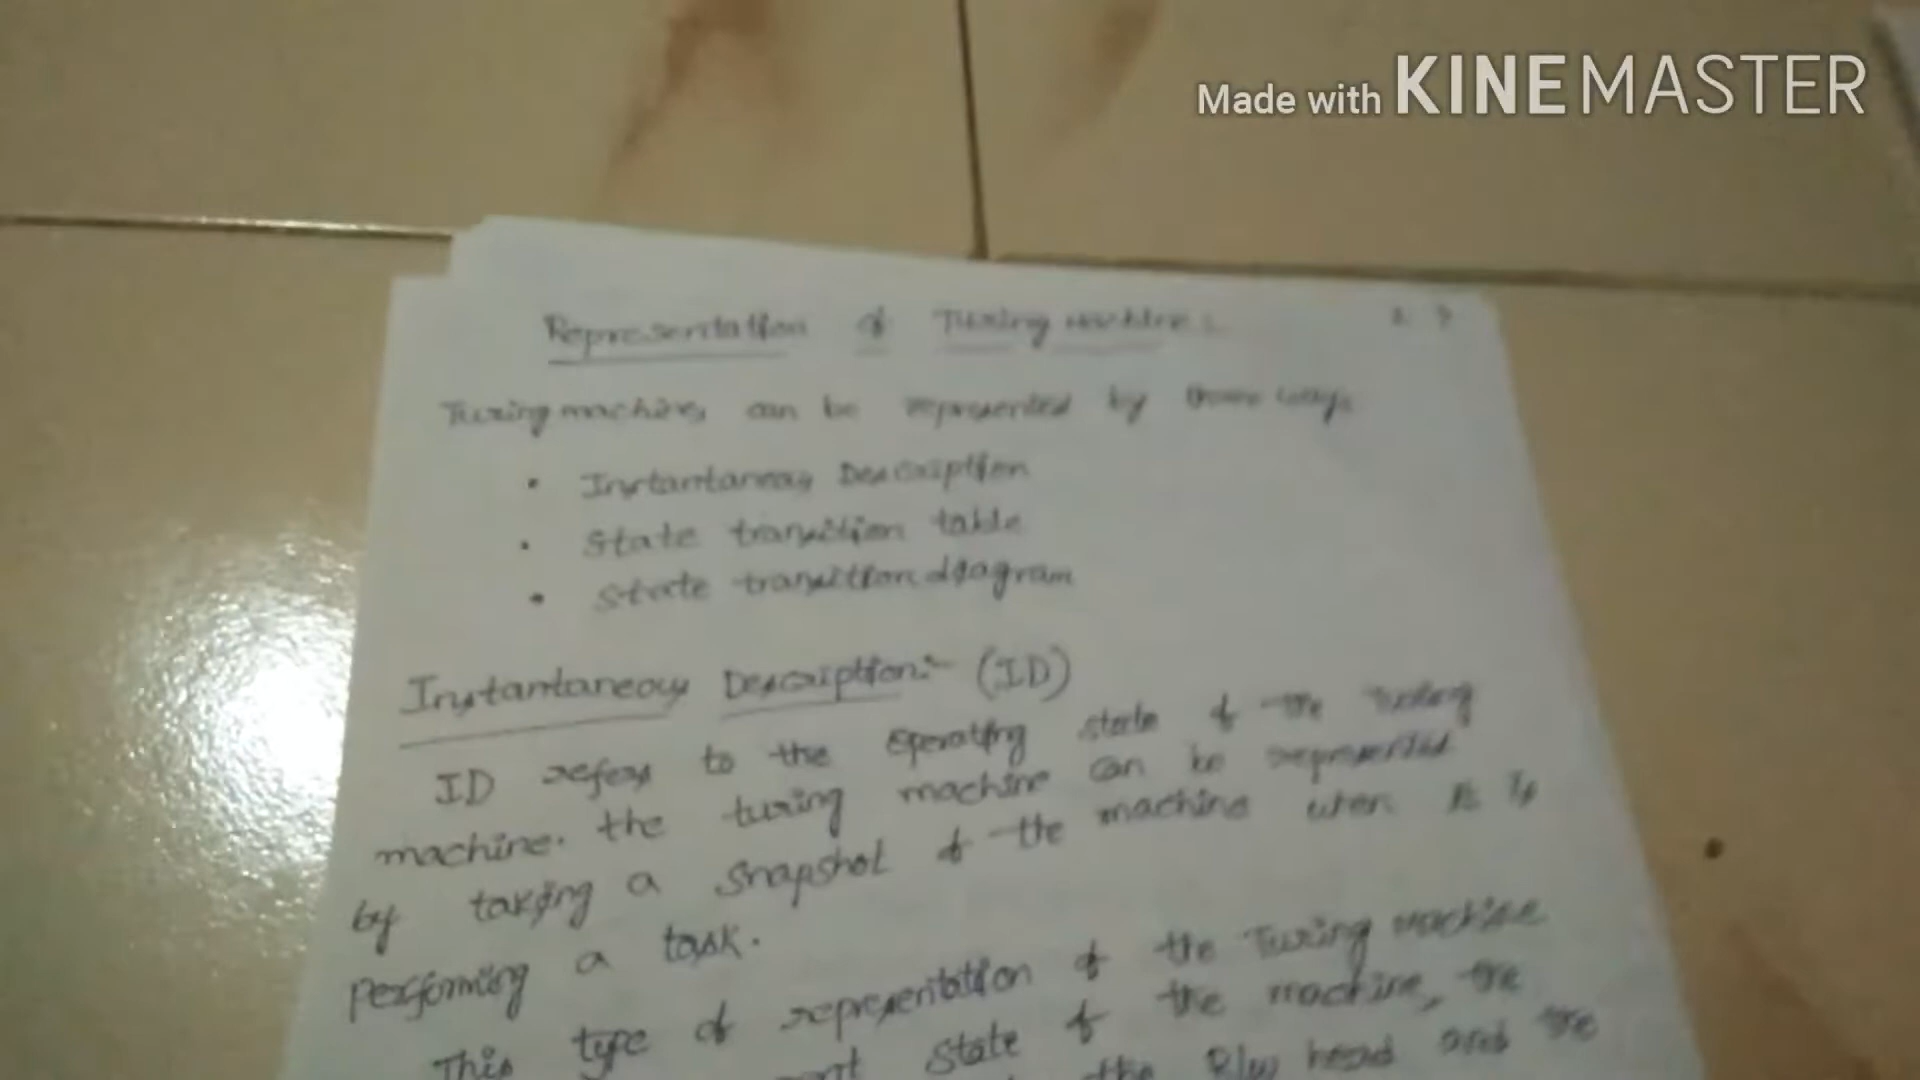 Made with KINEMASTER
Representation of Turing machine:
Turing machines can be represented by three ways
• Instantaneous Description
• State transition table
• State transition diagram
Instantaneous Description:- (ID)
ID refers to the operating state of the Turing
machine. the turing machine can be represented
by taking a snapshot of the machine when it is
performing a task.
This type of representation of the Turing machine
State of the machine, the
the R/W head and the